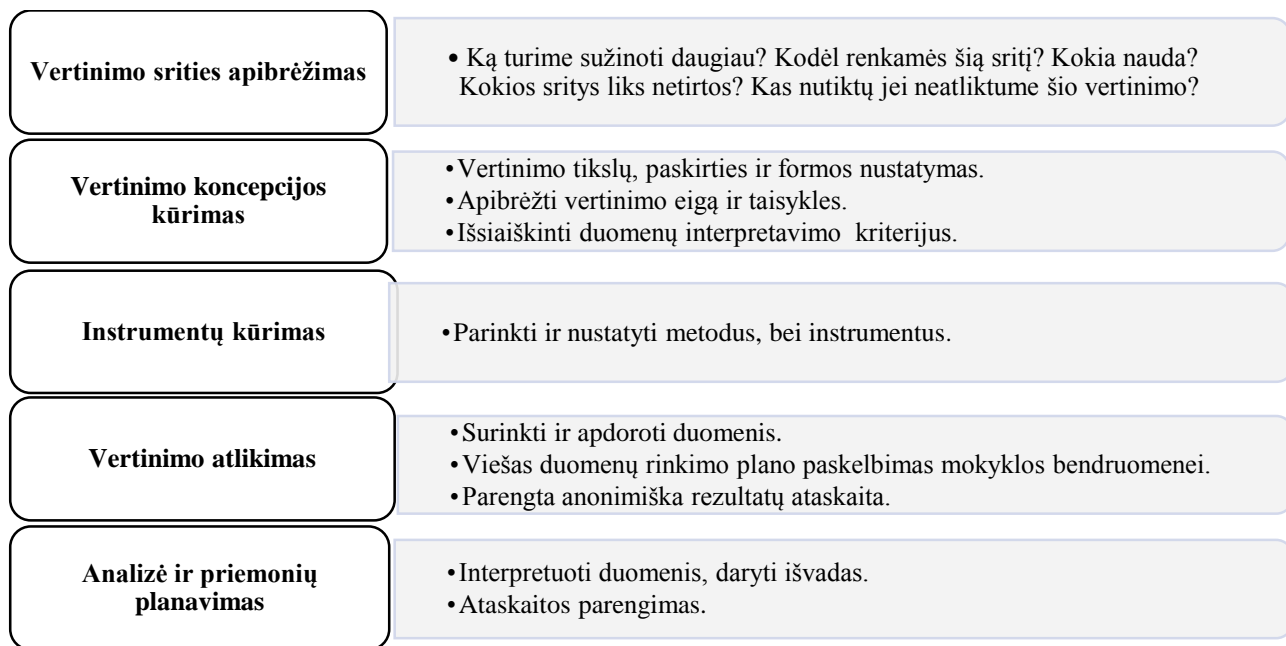 Vertinimo srities apibrėžimas
• Ką turime sužinoti daugiau? Kodėl renkamės šią sritį? Kokia nauda?
Kokios sritys liks netirtos? Kas nutiktų jei neatliktume šio vertinimo?
Vertinimo koncepcijos
kūrimas
•Vertinimo tikslų, paskirties ir formos nustatymas.
•Apibrėžti vertinimo eigą ir taisykles.
•Išsiaiškinti duomenų interpretavimo kriterijus.
Instrumentų kūrimas
•Parinkti ir nustatyti metodus, bei instrumentus.
Vertinimo atlikimas
•Surinkti ir apdoroti duomenis.
•Viešas duomenų rinkimo plano paskelbimas mokyklos bendruomenei.
•Parengta anonimiška rezultatų ataskaita.
Analizė ir priemonių
planavimas
•Interpretuoti duomenis, daryti išvadas.
•Ataskaitos parengimas.